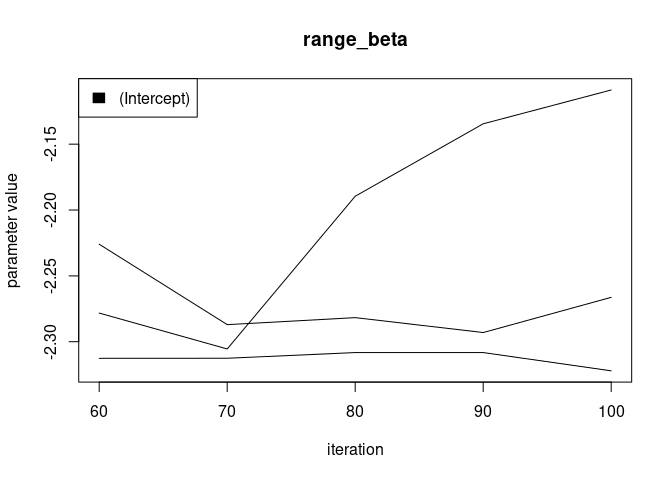 range_beta
(Intercept)
parameter value
-2.15
-2.20
-2.25
-2.30
60 70 80 90 100
iteration